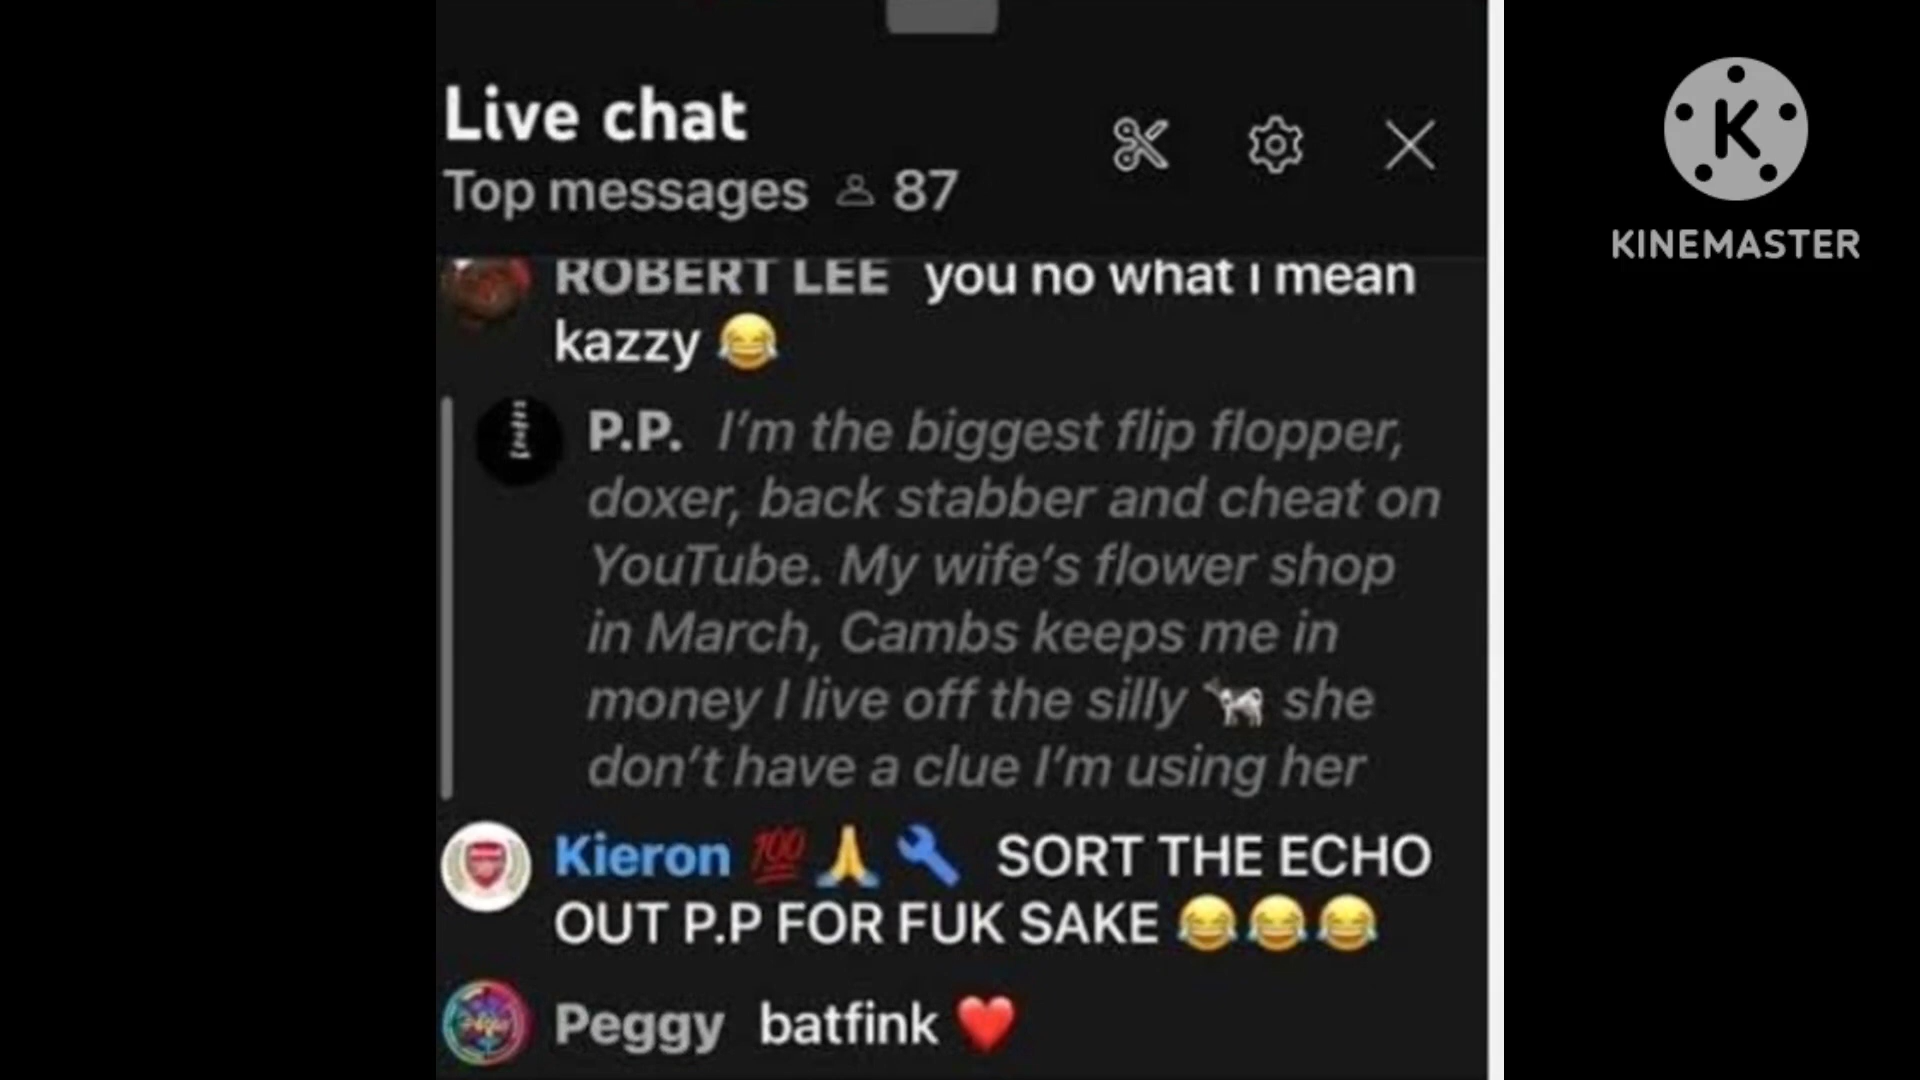 Live chat
Top messages 87
KINEMASTER
ROBERT LEE you no what i mean
kazzy 😂
P.P. I'm the biggest flip flopper,
doxer, back stabber and cheat on
YouTube. My wife's flower shop
in March, Cambs keeps me in
money I live off the silly 🐄 she
don't have a clue I'm using her
Kieron 💯🙏🔧 SORT THE ECHO
OUT P.P FOR FUK SAKE 😂😂😂
Peggy batfink ❤️